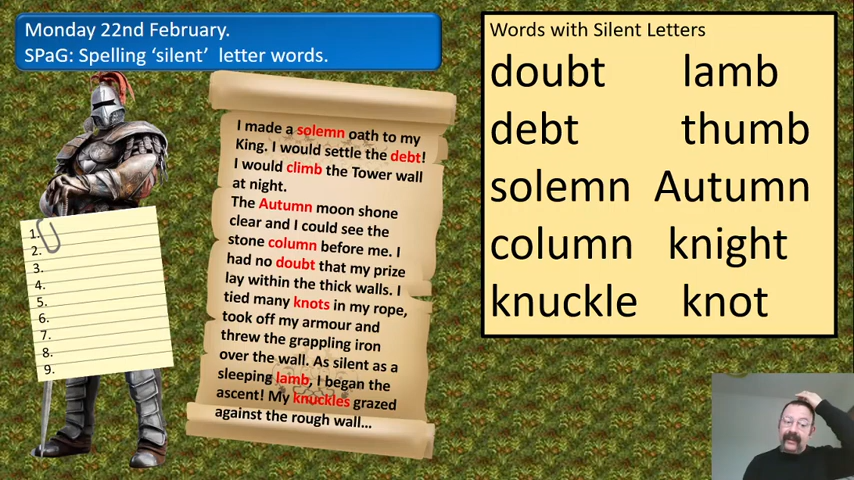 Monday 22nd February.
SPaG: Spelling ‘silent’ letter words.
1.
2.
3.
4.
5.
6.
7.
8.
9.
I made a solemn oath to my
King. I would settle the debt!
I would climb the Tower wall
at night.
The Autumn moon shone
clear and I could see the
stone column before me. I
had no doubt that my prize
lay within the thick walls. I
tied many knots in my rope,
took off my armour and
threw the grappling iron
over the wall. As silent as a
sleeping lamb, I began the
ascent! My knuckles grazed
against the rough wall...
Words with Silent Letters
doubt lamb
debt thumb
solemn Autumn
column knight
knuckle knot